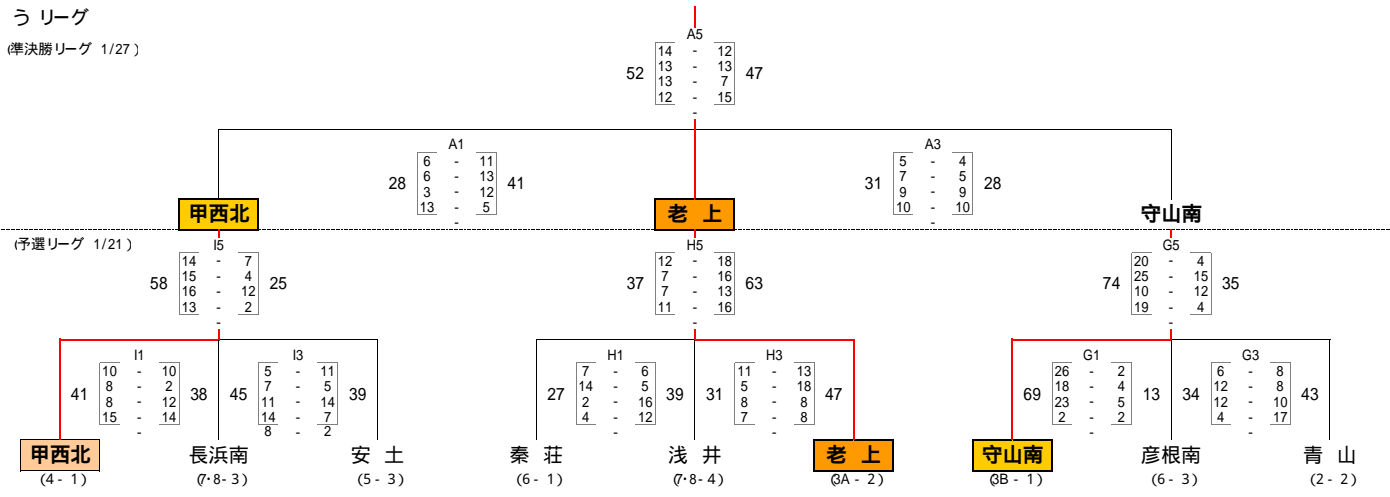 う リーグ
(準決勝リーグ 1/27)
A5
52 14 - 12 47
13 - 13
13 - 7
12 - 15
-
A1
28 6 - 11 41
6 - 13
3 - 12
13 - 5
-
A3
31 5 - 4 28
7 - 5
9 - 9
10 - 10
-
甲西北 老 上 守山南
(予選リーグ 1/21)
I5
58 14 - 7 25
15 - 4
16 - 12
13 - 2
-
H5
37 12 - 18 63
7 - 16
7 - 13
11 - 16
-
G5
74 20 - 4 35
25 - 15
10 - 12
19 - 4
-
I1
41 10 - 10 38
8 - 2
8 - 12
15 - 14
-
I3
45 5 - 11 39
7 - 5
11 - 14
14 - 7
8 - 2
H1
27 7 - 6 39
14 - 5
2 - 16
4 - 12
-
H3
31 11 - 13 47
5 - 18
8 - 8
7 - 8
-
G1
69 26 - 2 13
18 - 4
23 - 5
2 - 2
-
G3
34 6 - 8 43
12 - 8
12 - 10
4 - 17
-
甲西北 長浜南 安 土 秦 荘 浅 井 老 上 守山南 彦根南 青 山
(4 - 1) (7・8 - 3) (5 - 3) (6 - 1) (7・8 - 4) (3A - 2) (3B - 1) (6 - 3) (2 - 2)